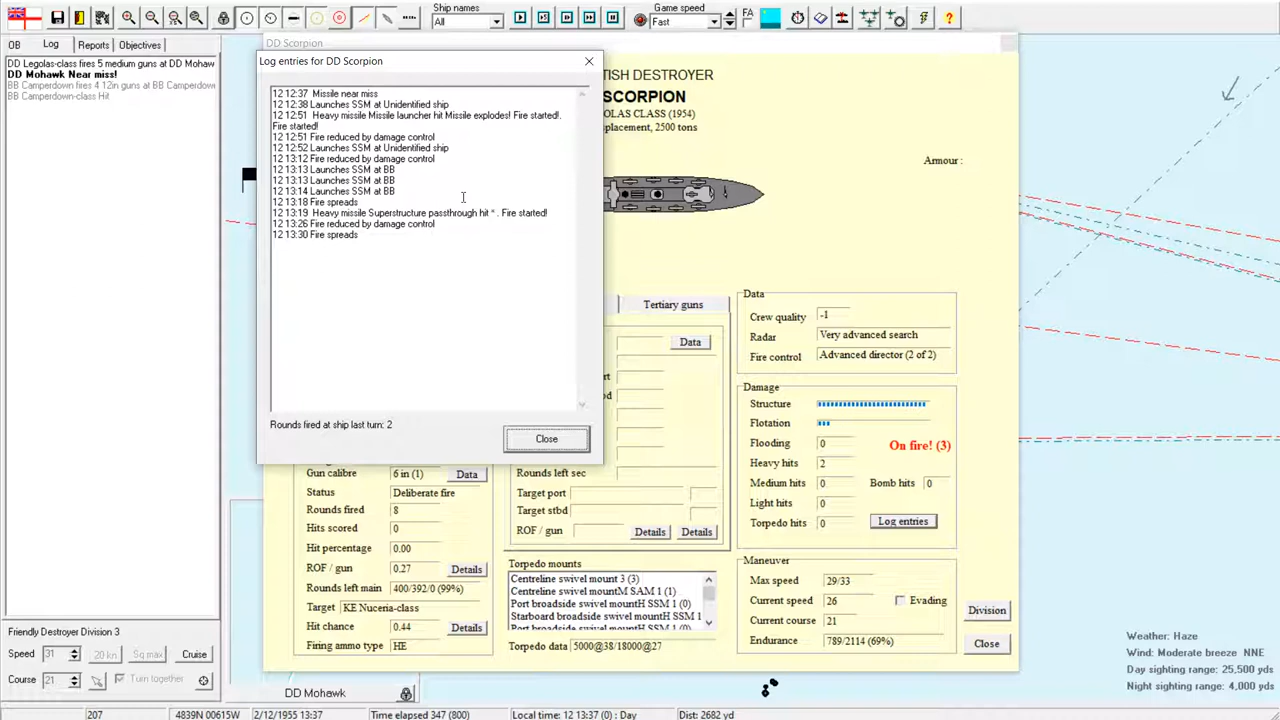 Ship names
All
Game speed
Fast
FA
OB
Log
Reports
Objectives
DD Legolas-class fires 5 medium guns at DD Mohaw
DD Mohawk Near miss!
BB Camperdown fires 4 12in guns at BB Camperdown
BB Camperdown-class Hit
DD Scorpion
Log entries for DD Scorpion
12 12:37 Missile near miss
12 12:38 Launches SSM at Unidentified ship
12 12:51 Heavy missile Missile launcher hit Missile explodes! Fire started!.
Fire started!
12 12:51 Fire reduced by damage control
12 12:52 Launches SSM at Unidentified ship
12 13:12 Fire reduced by damage control
12 13:13 Launches SSM at BB
12 13:13 Launches SSM at BB
12 13:14 Launches SSM at BB
12 13:18 Fire spreads
12 13:19 Heavy missile Superstructure passthrough hit * . Fire started!
12 13:26 Fire reduced by damage control
12 13:30 Fire spreads
Rounds fired at ship last turn: 2
Close
TISH DESTROYER
SCORPION
OLAS CLASS (1954)
placement, 2500 tons
Armour :
Tertiary guns
Data
rt
d
Gun calibre 6 in (1) Data
Status Deliberate fire
Rounds fired 8
Hits scored 0
Hit percentage 0.00
ROF / gun 0.27 Details
Rounds left main 400/392/0 (99%)
Target KE Nuceria-class
Hit chance 0.44 Details
Firing ammo type HE
Rounds left sec
Target port
Target stbd
ROF / gun Details Details
Torpedo mounts
Centreline swivel mount 3 (3)
Centreline swivel mountM SAM 1 (1)
Port broadside swivel mountH SSM 1 (0)
Starboard broadside swivel mountH SSM 1
Port broadside swivel mountH SSM 1 (0)
Torpedo data 5000@38/18000@27
Data
Crew quality -1
Radar Very advanced search
Fire control Advanced director (2 of 2)
Damage
Structure
Flotation
Flooding 0 On fire! (3)
Heavy hits 2
Medium hits 0 Bomb hits 0
Light hits 0
Torpedo hits 0 Log entries
Maneuver
Max speed 29/33
Current speed 26 Evading
Current course 21
Endurance 789/2114 (69%)
Division
Close
Friendly Destroyer Division 3
Speed 31 20 kn Sq max Cruise
Course 21 Turn together
DD Mohawk
Weather: Haze
Wind: Moderate breeze NNE
Day sighting range: 25,500 yds
Night sighting range: 4,000 yds
207 4839N 00615W 2/12/1955 13:37 Time elapsed 347 (800) Local time: 12 13:37 (0) : Day Dist: 2682 yd